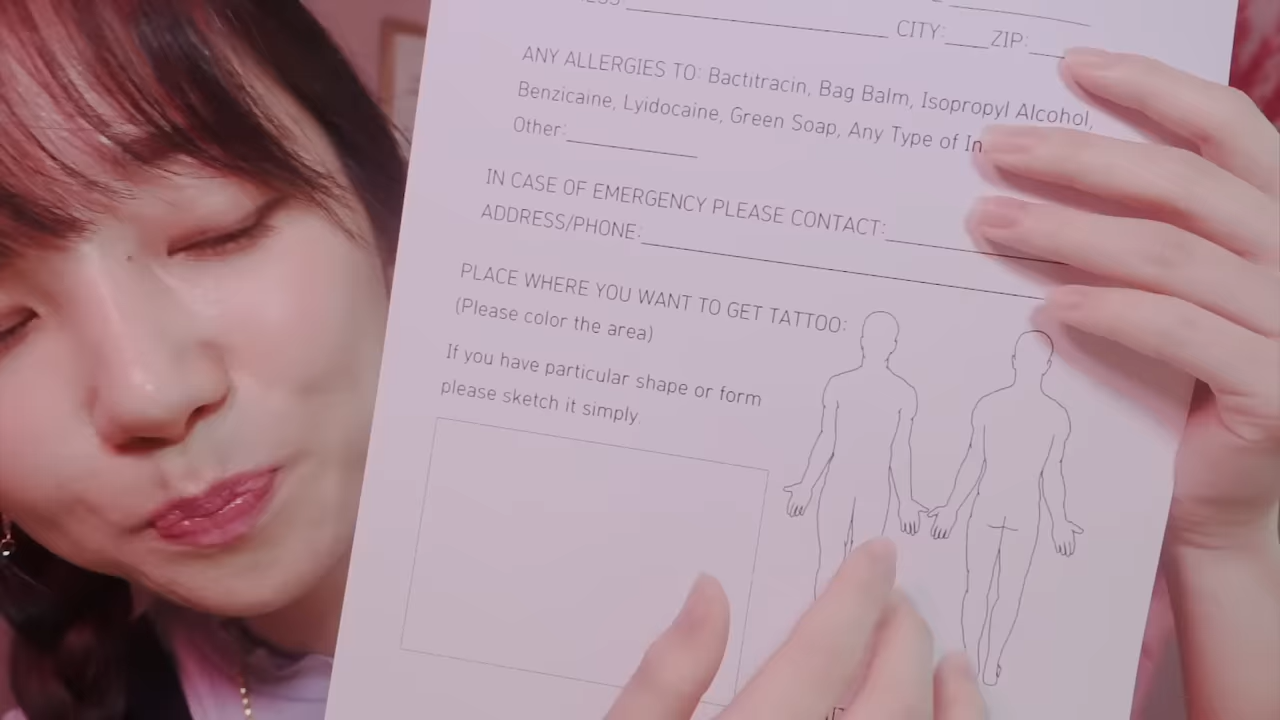 CITY:____ ZIP:
ANY ALLERGIES TO: Bactitracin, Bag Balm, Isopropyl Alcohol,
Benzicaine, Lyidocaine, Green Soap, Any Type of In
Other:
IN CASE OF EMERGENCY PLEASE CONTACT:
ADDRESS/PHONE:
PLACE WHERE YOU WANT TO GET TATTOO:
(Please color the area)
If you have particular shape or form
please sketch it simply.